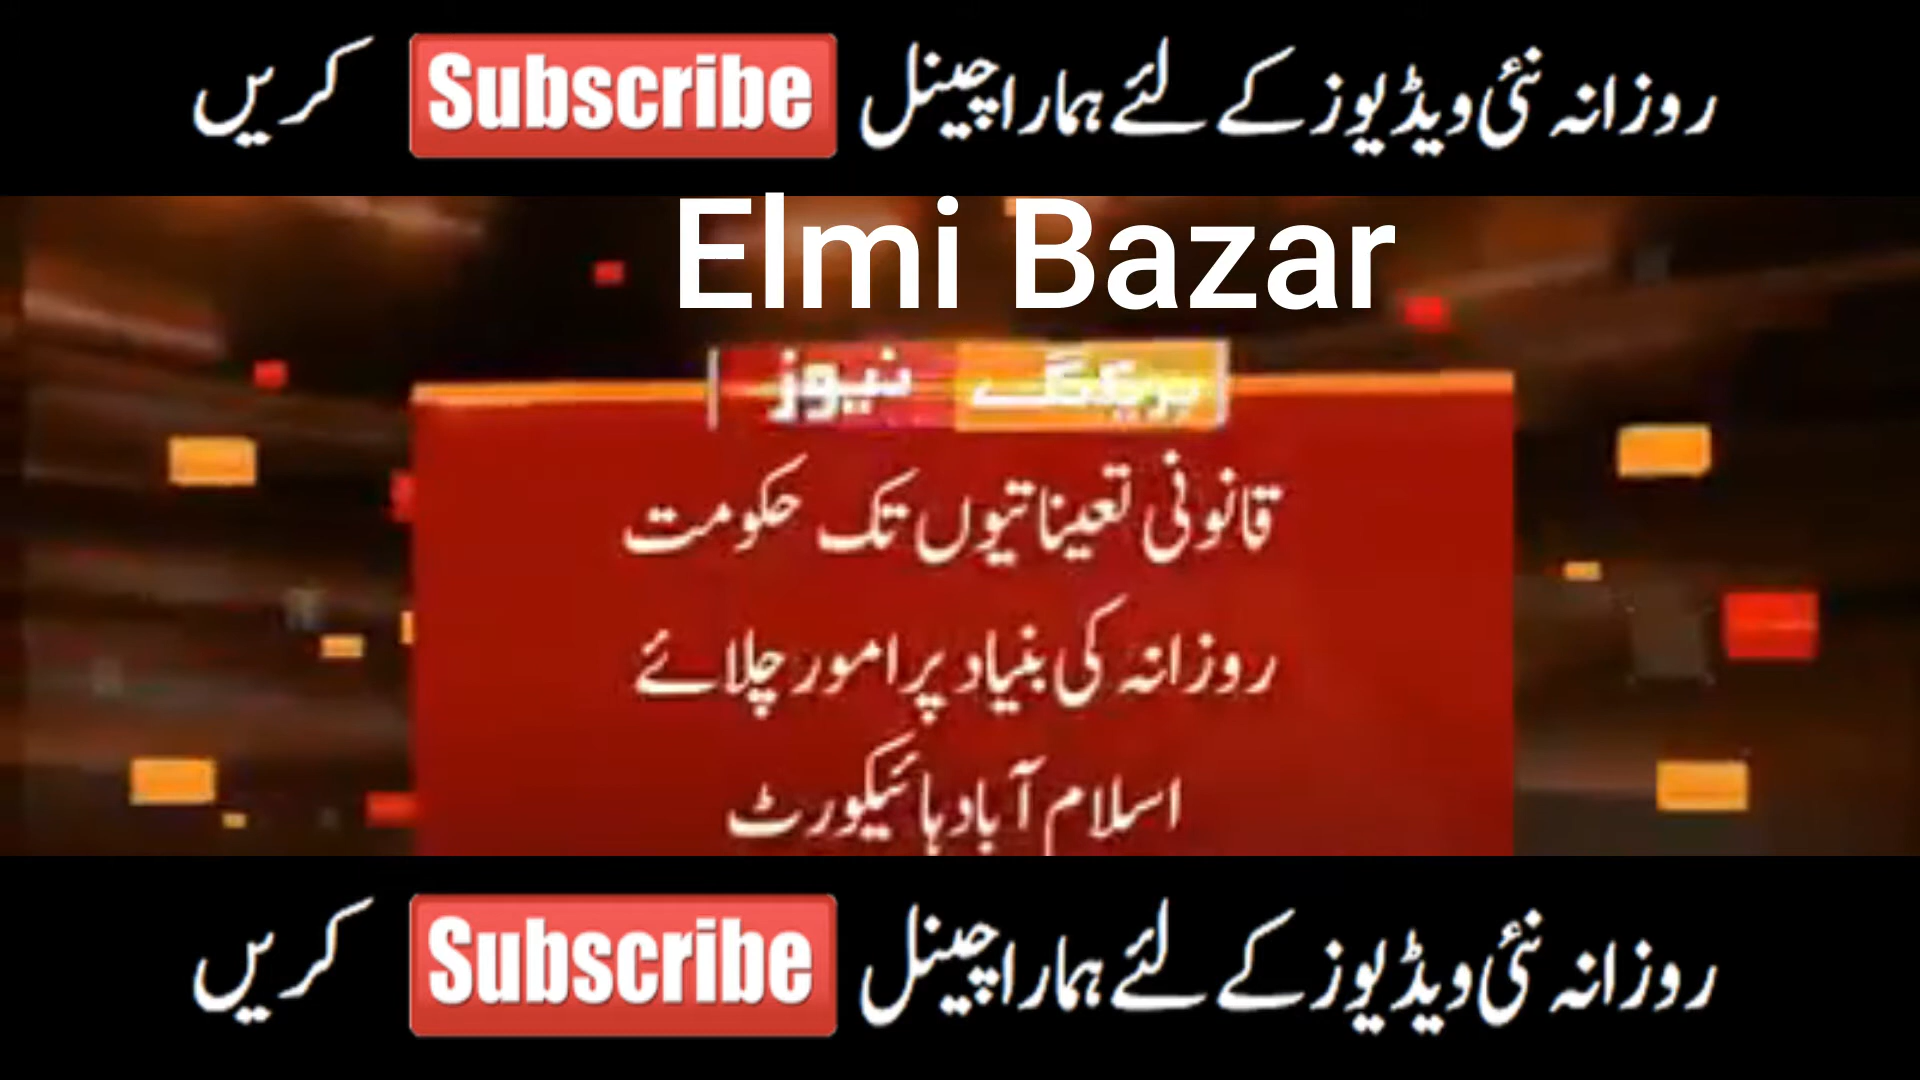 روزانہ نئی ویڈیوز کے لئے ہمارا چینل Subscribe کریں
Elmi Bazar
بریکنگ نیوز
قانونی تعیناتیوں تک حکومت
روزانہ کی بنیاد پر امور چلائے
اسلام آباد ہائیکورٹ
روزانہ نئی ویڈیوز کے لئے ہمارا چینل Subscribe کریں